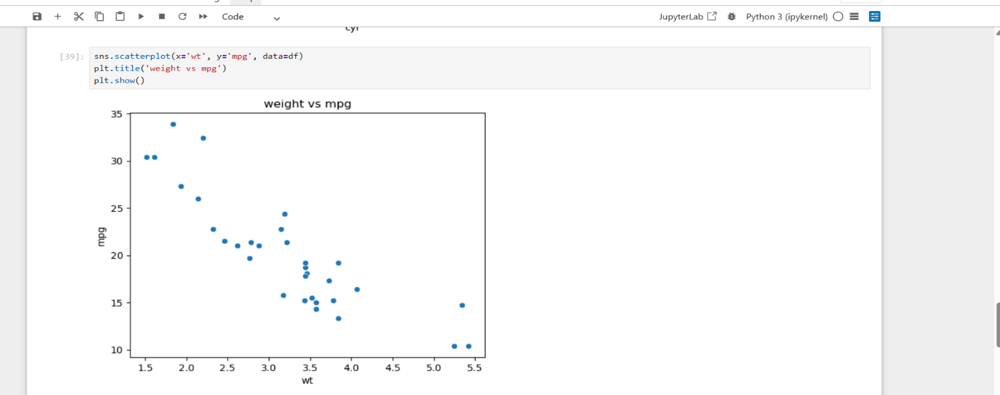 Code
JupyterLab
Python 3 (ipykernel)
cyl
[39]:
sns.scatterplot(x='wt', y='mpg', data=df)
plt.title('weight vs mpg')
plt.show()
weight vs mpg
35
30
25
20
15
10
mpg
1.5 2.0 2.5 3.0 3.5 4.0 4.5 5.0 5.5
wt